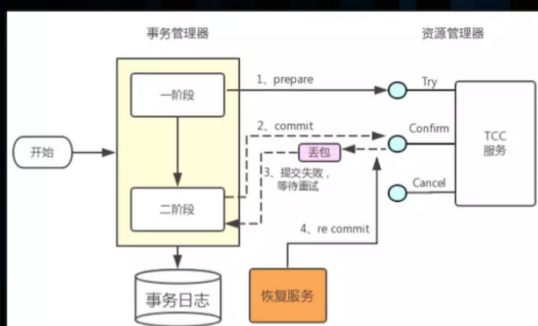 事务管理器
资源管理器
一阶段
1、prepare
Try
2、commit
Confirm
TCC
服务
开始
丢包
3、提交失败，
等待重试
Cancel
二阶段
4、re commit
事务日志
恢复服务